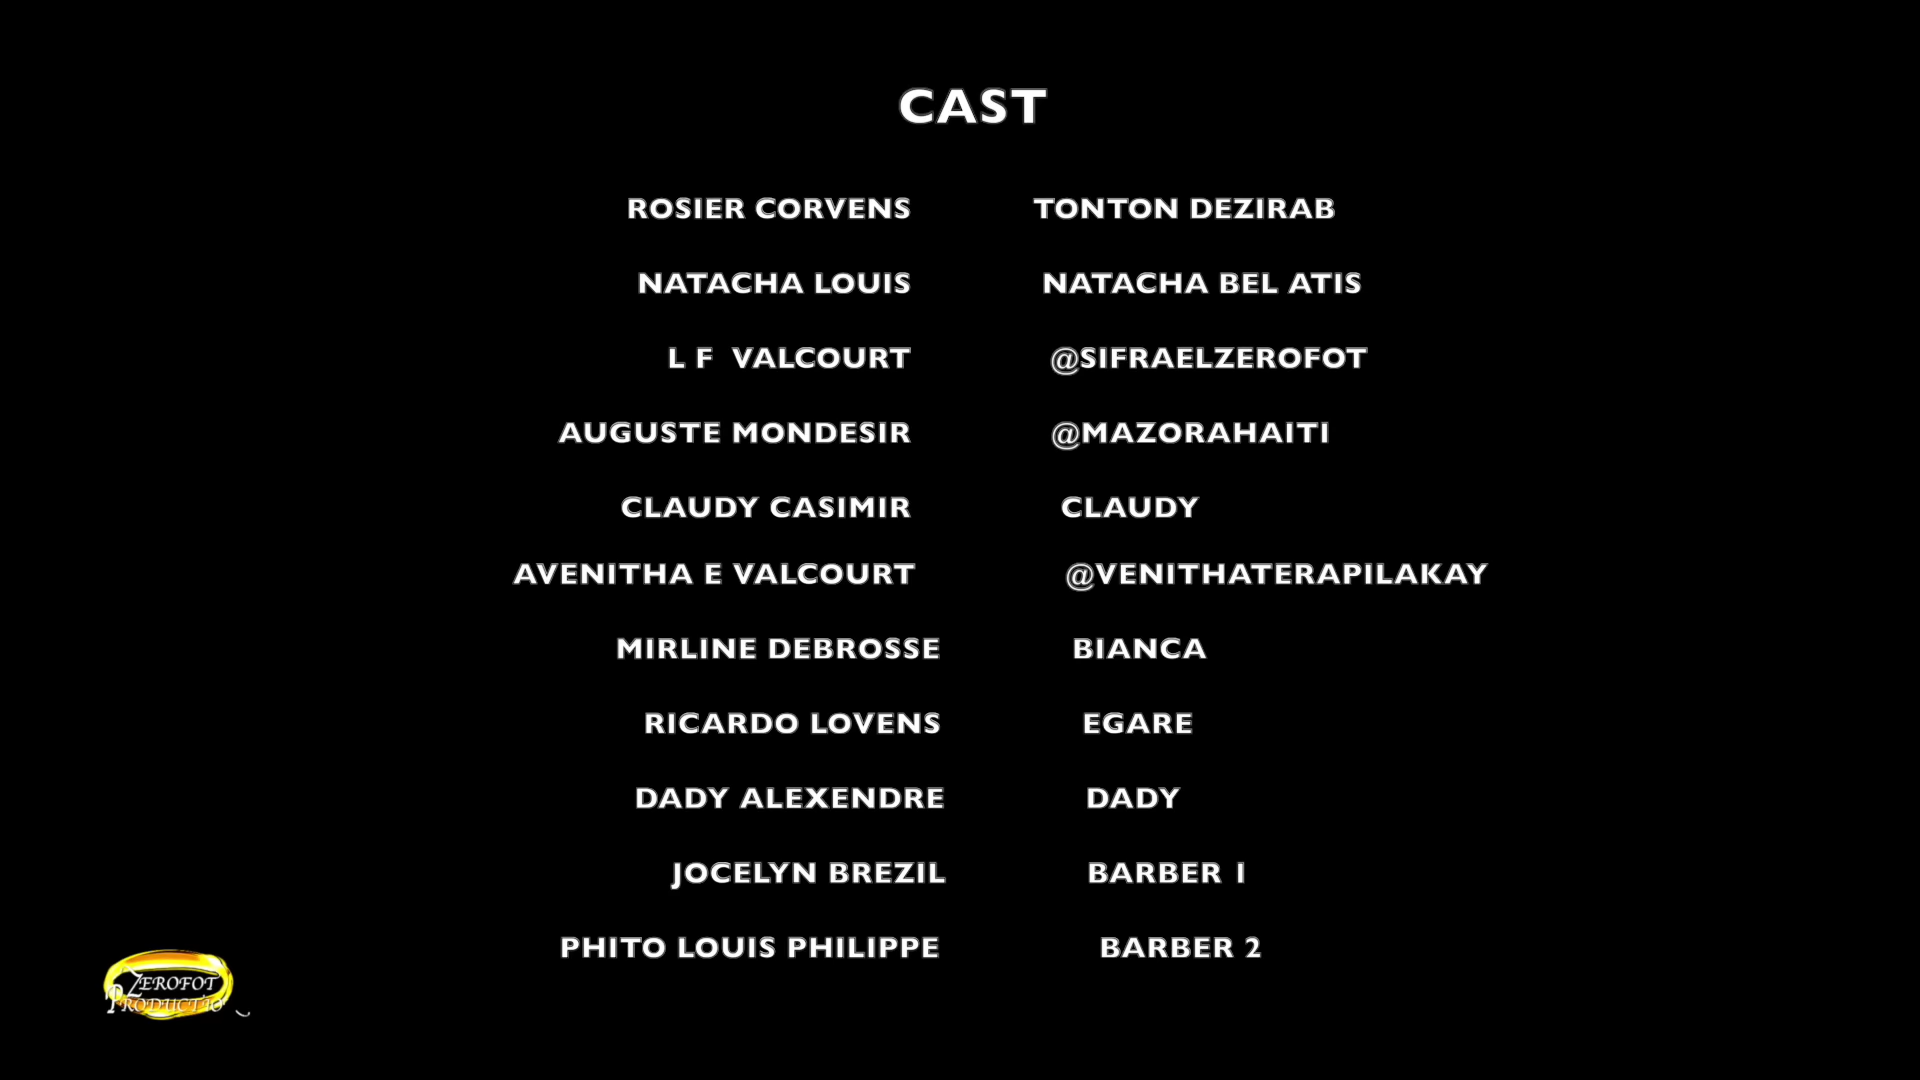 CAST
ROSIER CORVENS TONTON DEZIRAB
NATACHA LOUIS NATACHA BEL ATIS
L F VALCOURT @SIFRAELZEROFOT
AUGUSTE MONDESIR @MAZORAHAITI
CLAUDY CASIMIR CLAUDY
AVENITHA E VALCOURT @VENITHATERAPILAKAY
MIRLINE DEBROSSE BIANCA
RICARDO LOVENS EGARE
DADY ALEXENDRE DADY
JOCELYN BREZIL BARBER 1
PHITO LOUIS PHILIPPE BARBER 2
ZEROFOT
PRODUCTIO